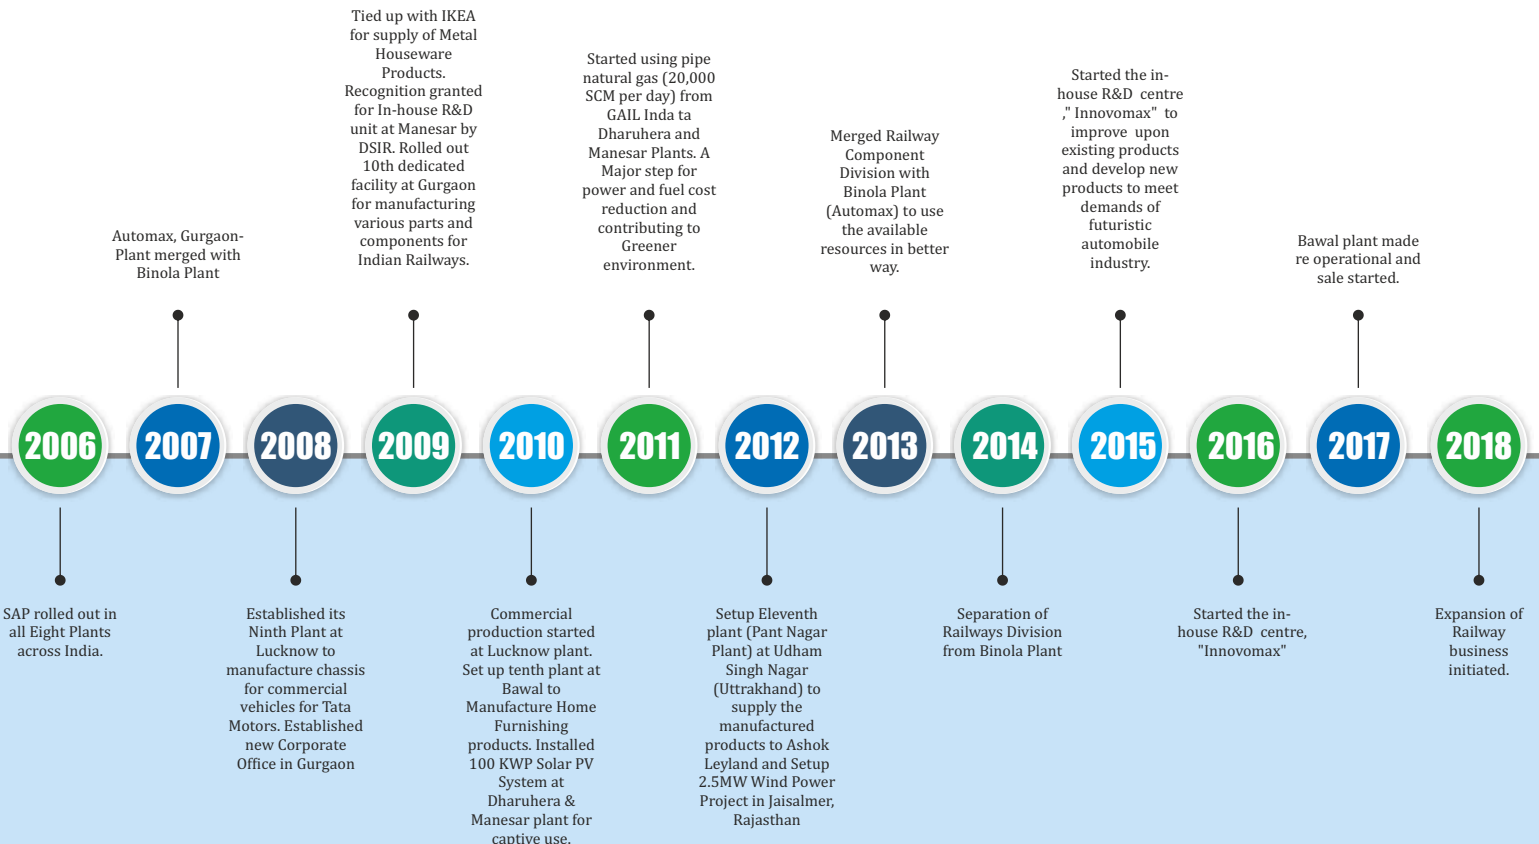 Tied up with IKEA
for supply of Metal
Houseware
Products.
Recognition granted
for In-house R&D
unit at Manesar by
DSIR. Rolled out
10th dedicated
facility at Gurgaon
for manufacturing
various parts and
components for
Indian Railways.
Started using pipe
natural gas (20,000
SCM per day) from
GAIL Inda ta
Dharuhera and
Manesar Plants. A
Major step for
power and fuel cost
reduction and
contributing to
Greener
environment.
Started the in-
house R&D centre
," Innovomax" to
improve upon
existing products
and develop new
products to meet
demands of
futuristic
automobile
industry.
Merged Railway
Component
Division with
Binola Plant
(Automax) to use
the available
resources in better
way.
Automax, Gurgaon-
Plant merged with
Binola Plant
Bawal plant made
re operational and
sale started.
2006
2007
2008
2009
2010
2011
2012
2013
2014
2015
2016
2017
2018
SAP rolled out in
all Eight Plants
across India.
Established its
Ninth Plant at
Lucknow to
manufacture chassis
for commercial
vehicles for Tata
Motors. Established
new Corporate
Office in Gurgaon
Commercial
production started
at Lucknow plant.
Set up tenth plant at
Bawal to
Manufacture Home
Furnishing
products. Installed
100 KWP Solar PV
System at
Dharuhera &
Manesar plant for
captive use.
Setup Eleventh
plant (Pant Nagar
Plant) at Udham
Singh Nagar
(Uttrakhand) to
supply the
manufactured
products to Ashok
Leyland and Setup
2.5MW Wind Power
Project in Jaisalmer,
Rajasthan
Separation of
Railways Division
from Binola Plant
Started the in-
house R&D centre,
"Innovomax"
Expansion of
Railway
business
initiated.